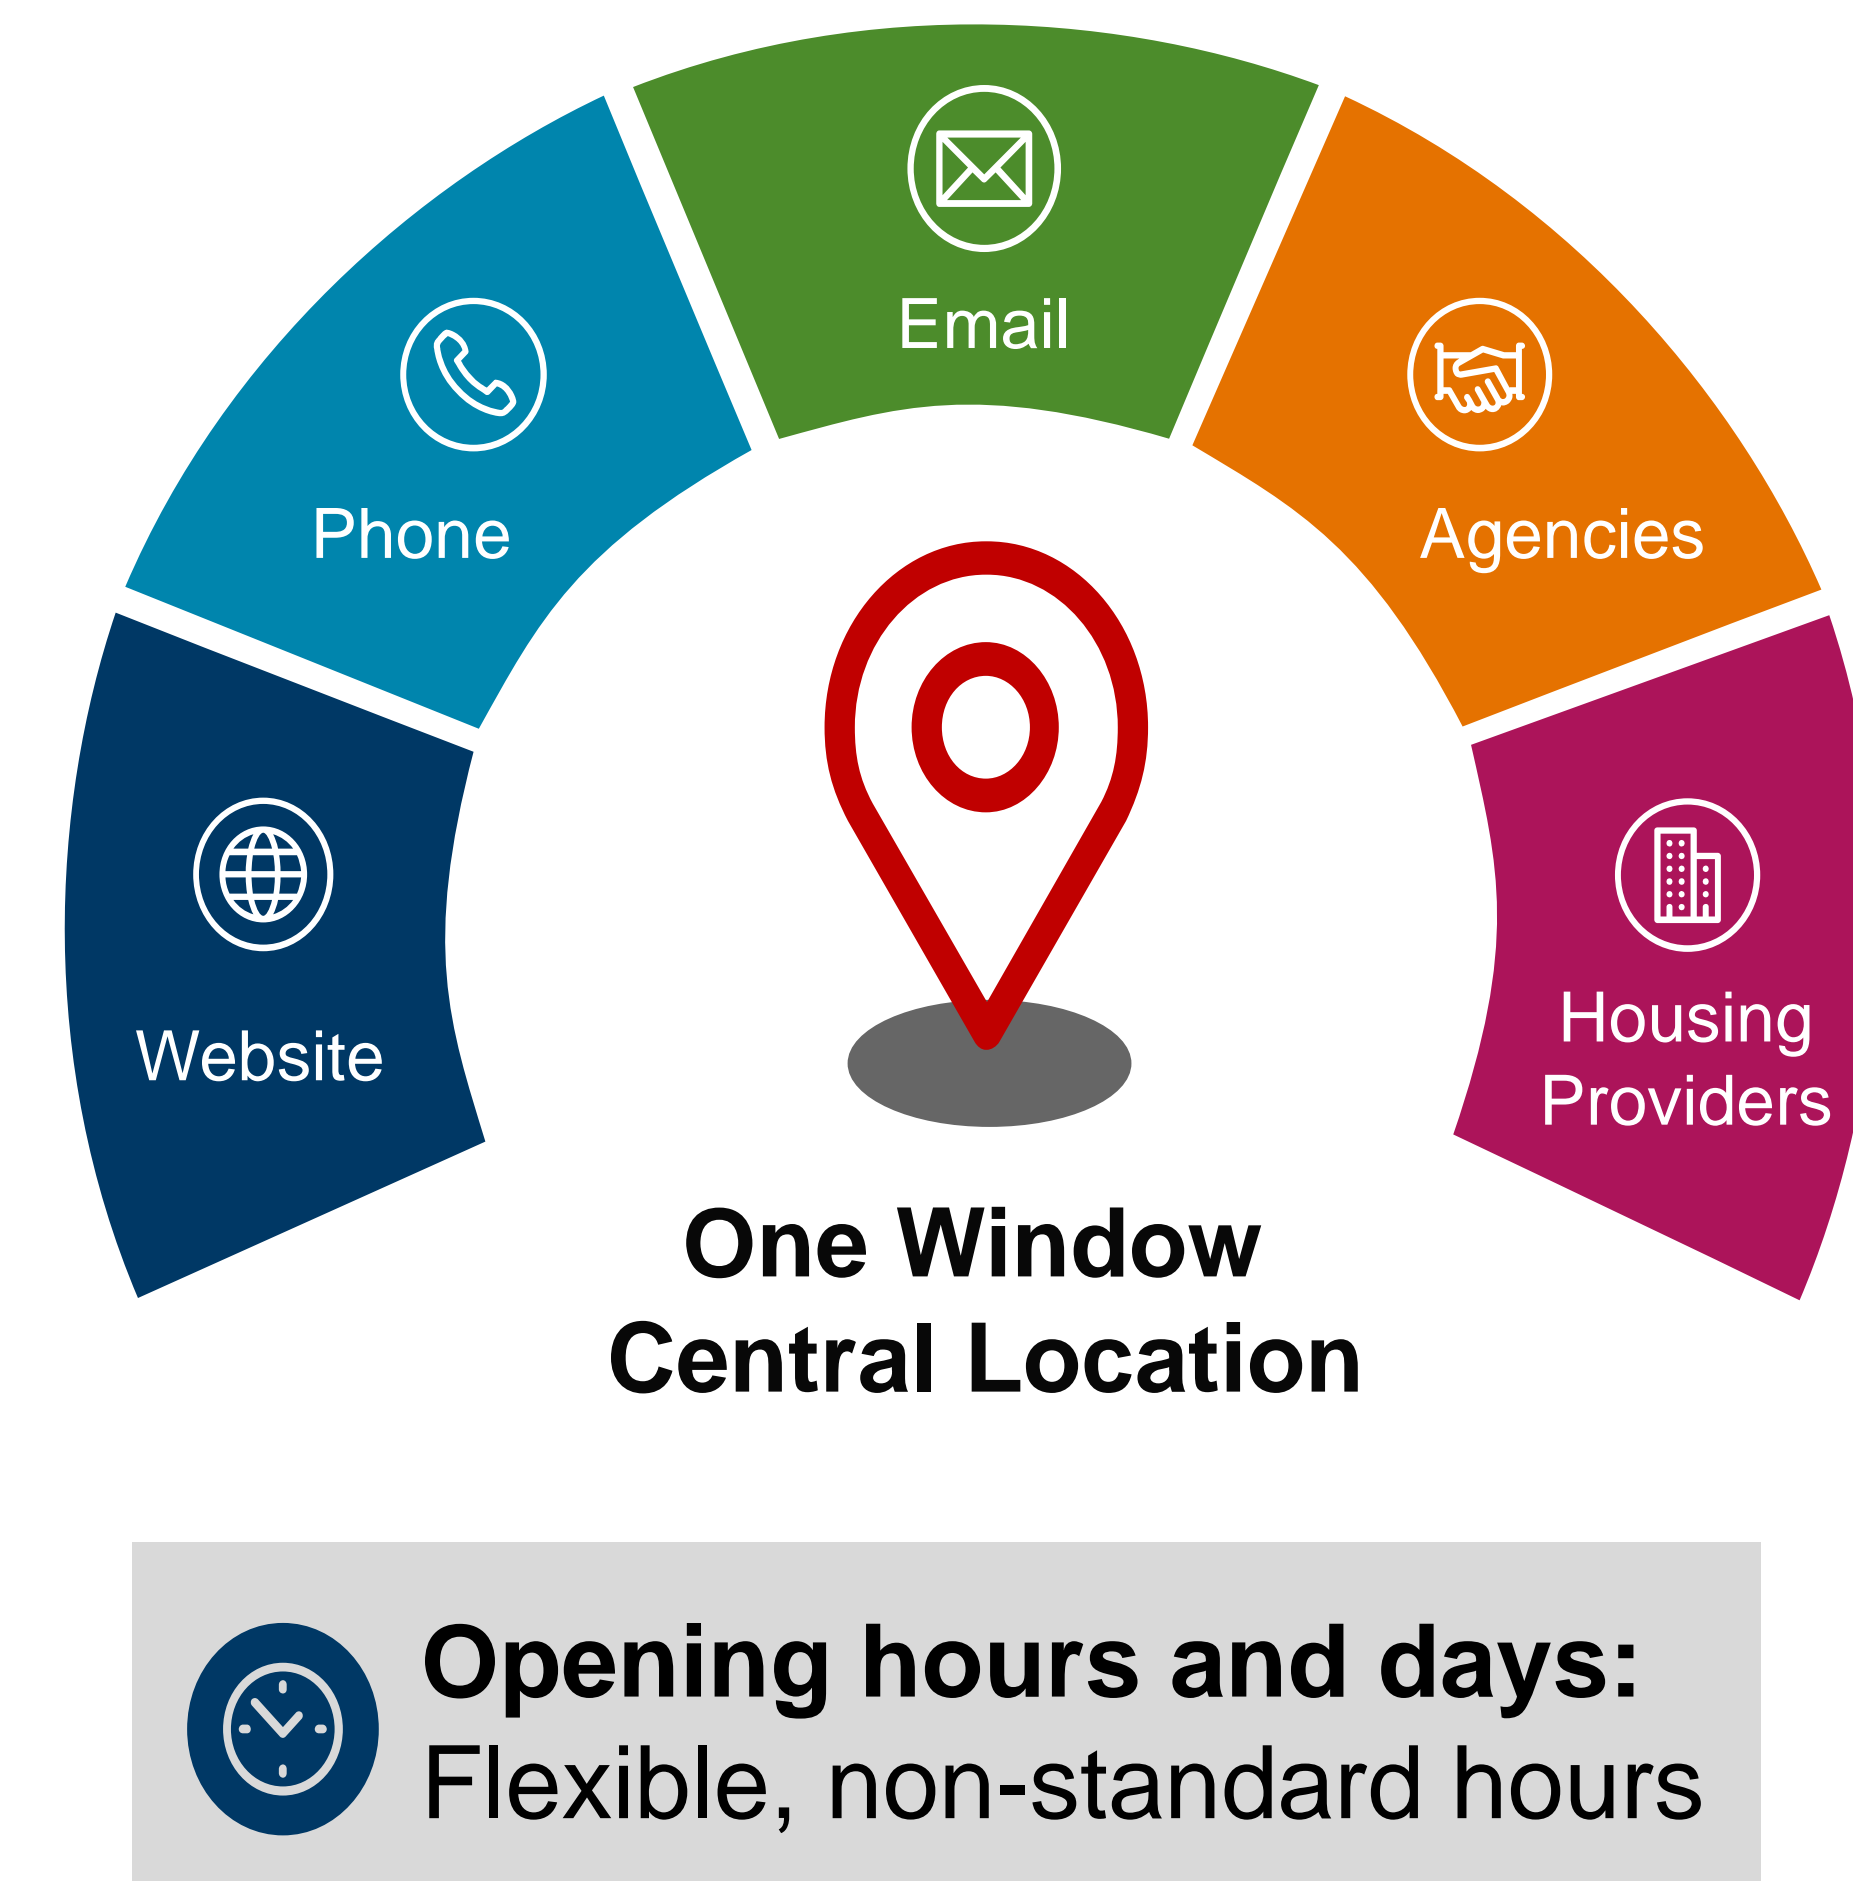 Email
Phone
Agencies
Website
Housing
Providers
One Window
Central Location
Opening hours and days:
Flexible, non-standard hours